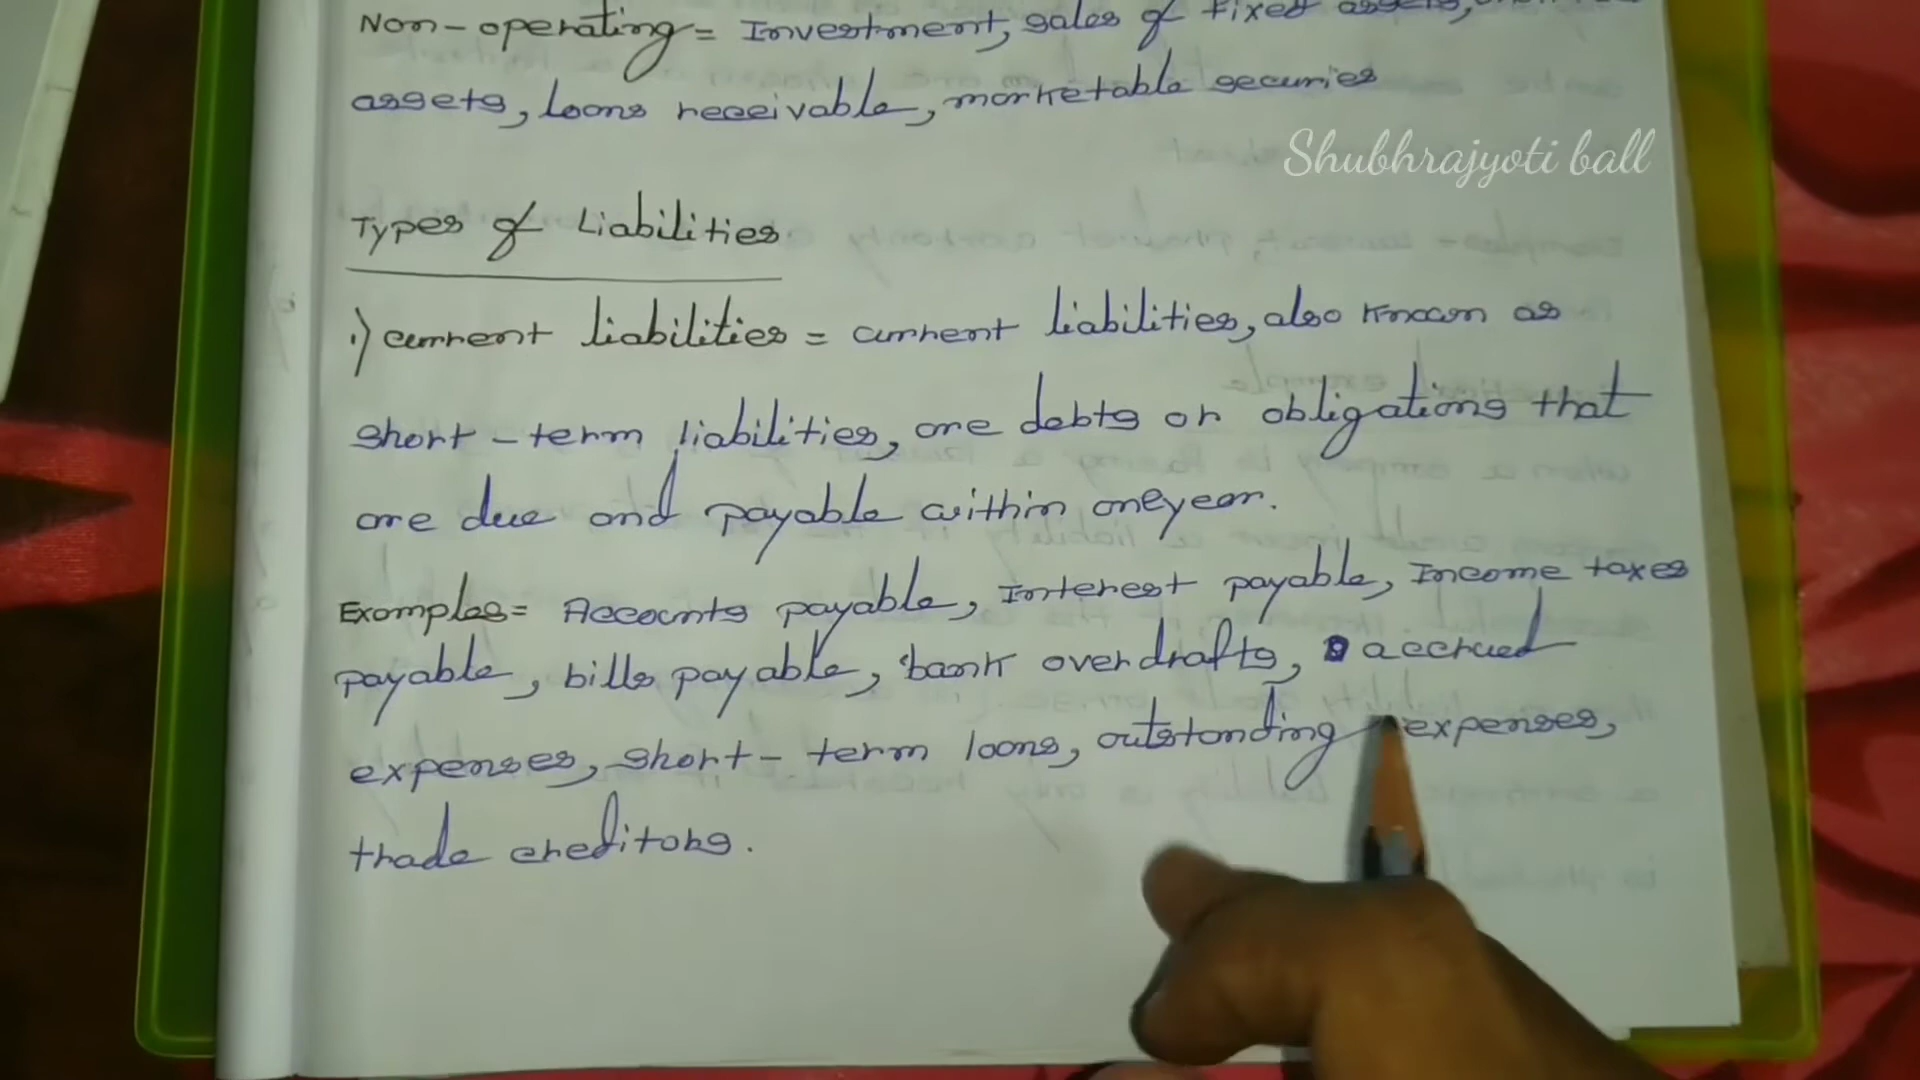 Non-operating = Investment, sales of fixed assets,
assets, loans receivable, marketable securies
Shubhrajyoti ball
Types of Liabilities
1) current liabilities = current liabilities, also known as
short-term liabilities, are debts or obligations that
are due and payable within oneyear.
Examples = Accounts payable, Interest payable, Income taxes
payable, bills payable, bank overdrafts, accrued
expenses, short-term loans, outstanding expenses,
trade creditors.